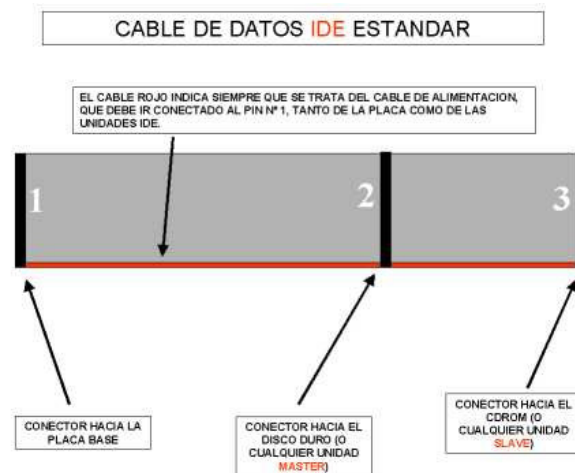 CABLE DE DATOS IDE ESTANDAR
EL CABLE ROJO INDICA SIEMPRE QUE SE TRATA DEL CABLE DE ALIMENTACION,
QUE DEBE IR CONECTADO AL PIN Nº 1, TANTO DE LA PLACA COMO DE LAS
UNIDADES IDE.
1
2
3
CONECTOR HACIA LA
PLACA BASE
CONECTOR HACIA EL
DISCO DURO (O
CUALQUIER UNIDAD
MASTER)
CONECTOR HACIA EL
CDROM (O
CUALQUIER UNIDAD
SLAVE)